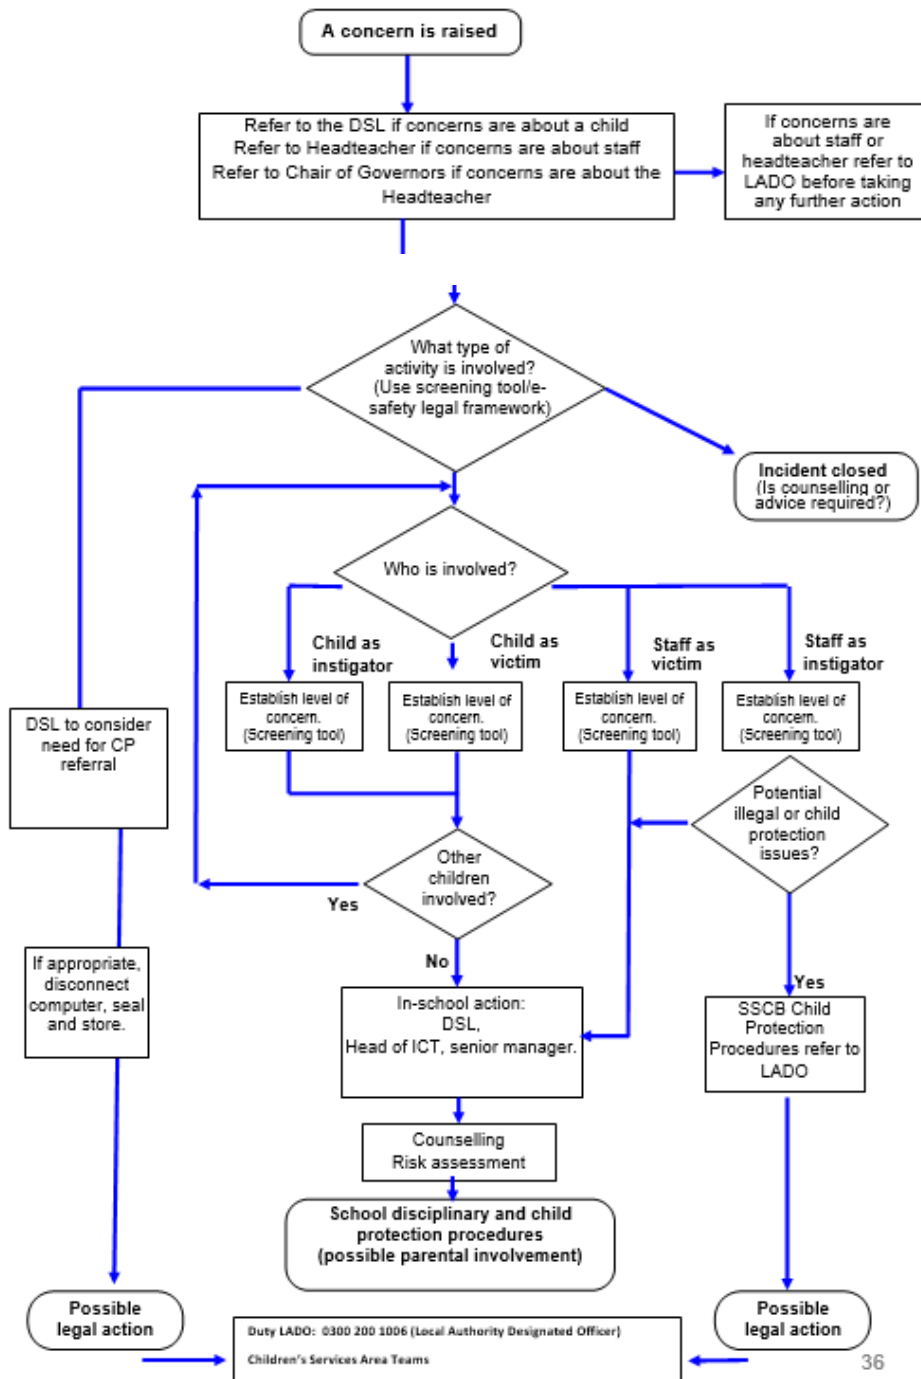 A concern is raised
Refer to the DSL if concerns are about a child
Refer to Headteacher if concerns are about staff
Refer to Chair of Governors if concerns are about the
Headteacher
If concerns are
about staff or
headteacher refer to
LADO before taking
any further action
What type of
activity is involved?
(Use screening tool/e-
safety legal framework)
Incident closed
(Is counselling or
advice required?)
Who is involved?
Child as
instigator
Child as
victim
Staff as
victim
Staff as
instigator
Establish level of
concern.
(Screening tool)
Establish level of
concern.
(Screening tool)
Establish level of
concern.
(Screening tool)
Establish level of
concern.
(Screening tool)
DSL to consider
need for CP
referral
Potential
illegal or child
protection
issues?
Other
children
involved?
Yes
No
If appropriate,
disconnect
computer, seal
and store.
In-school action:
DSL,
Head of ICT, senior manager.
Yes
SSCB Child
Protection
Procedures refer to
LADO
Counselling
Risk assessment
School disciplinary and child
protection procedures
(possible parental involvement)
Possible
legal action
Possible
legal action
Duty LADO: 0300 200 1006 (Local Authority Designated Officer)
Children's Services Area Teams
36